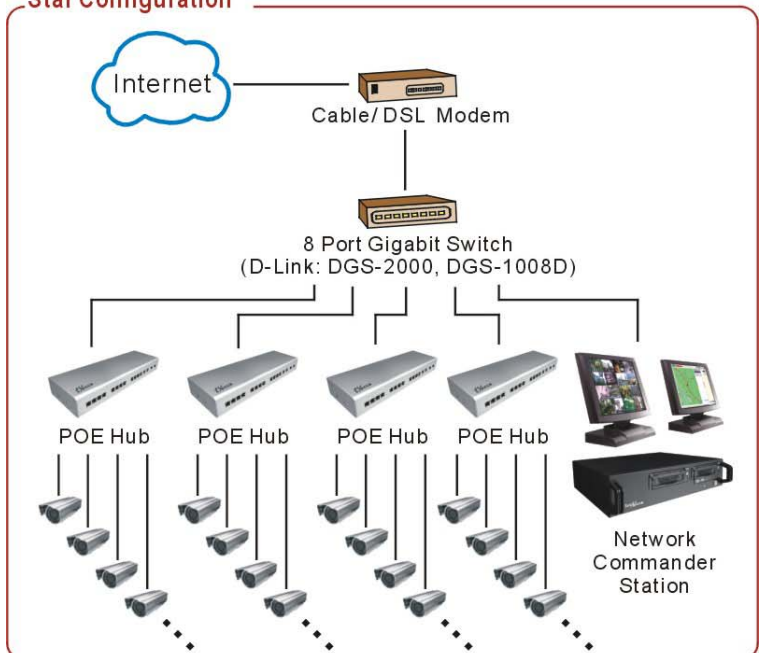 Star Configuration
Internet
Cable/ DSL Modem
8 Port Gigabit Switch
(D-Link: DGS-2000, DGS-1008D)
POE Hub POE Hub POE Hub POE Hub
Network
Commander
Station